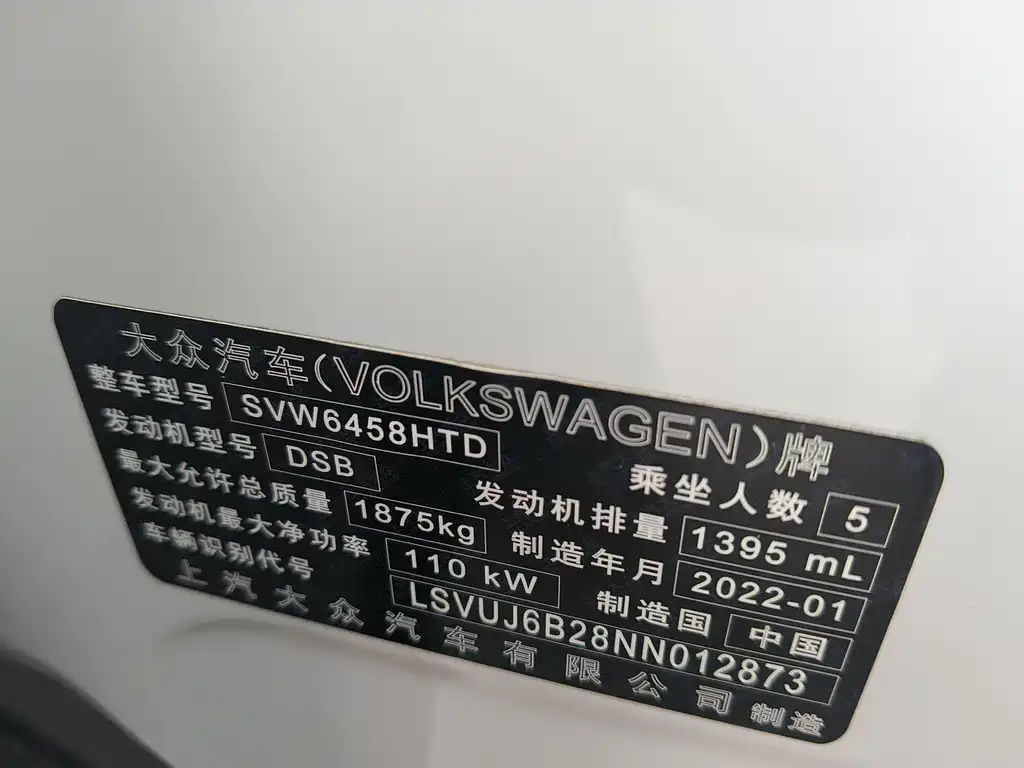 大众汽车(VOLKSWAGEN)牌
整车型号 SVW6458HTD 乘坐人数 5
发动机型号 DSB 发动机排量 1395 mL
最大允许总质量 1875kg 制造年月 2022-01
发动机最大净功率 110 kW 制造国 中国
车辆识别代号 LSVUJ6B28NN012873
上汽大众汽车有限公司制造